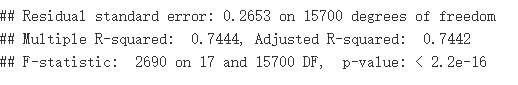 ## Residual standard error: 0.2653 on 15700 degrees of freedom
## Multiple R-squared:  0.7444, Adjusted R-squared:  0.7442
## F-statistic:  2690 on 17 and 15700 DF,  p-value: < 2.2e-16